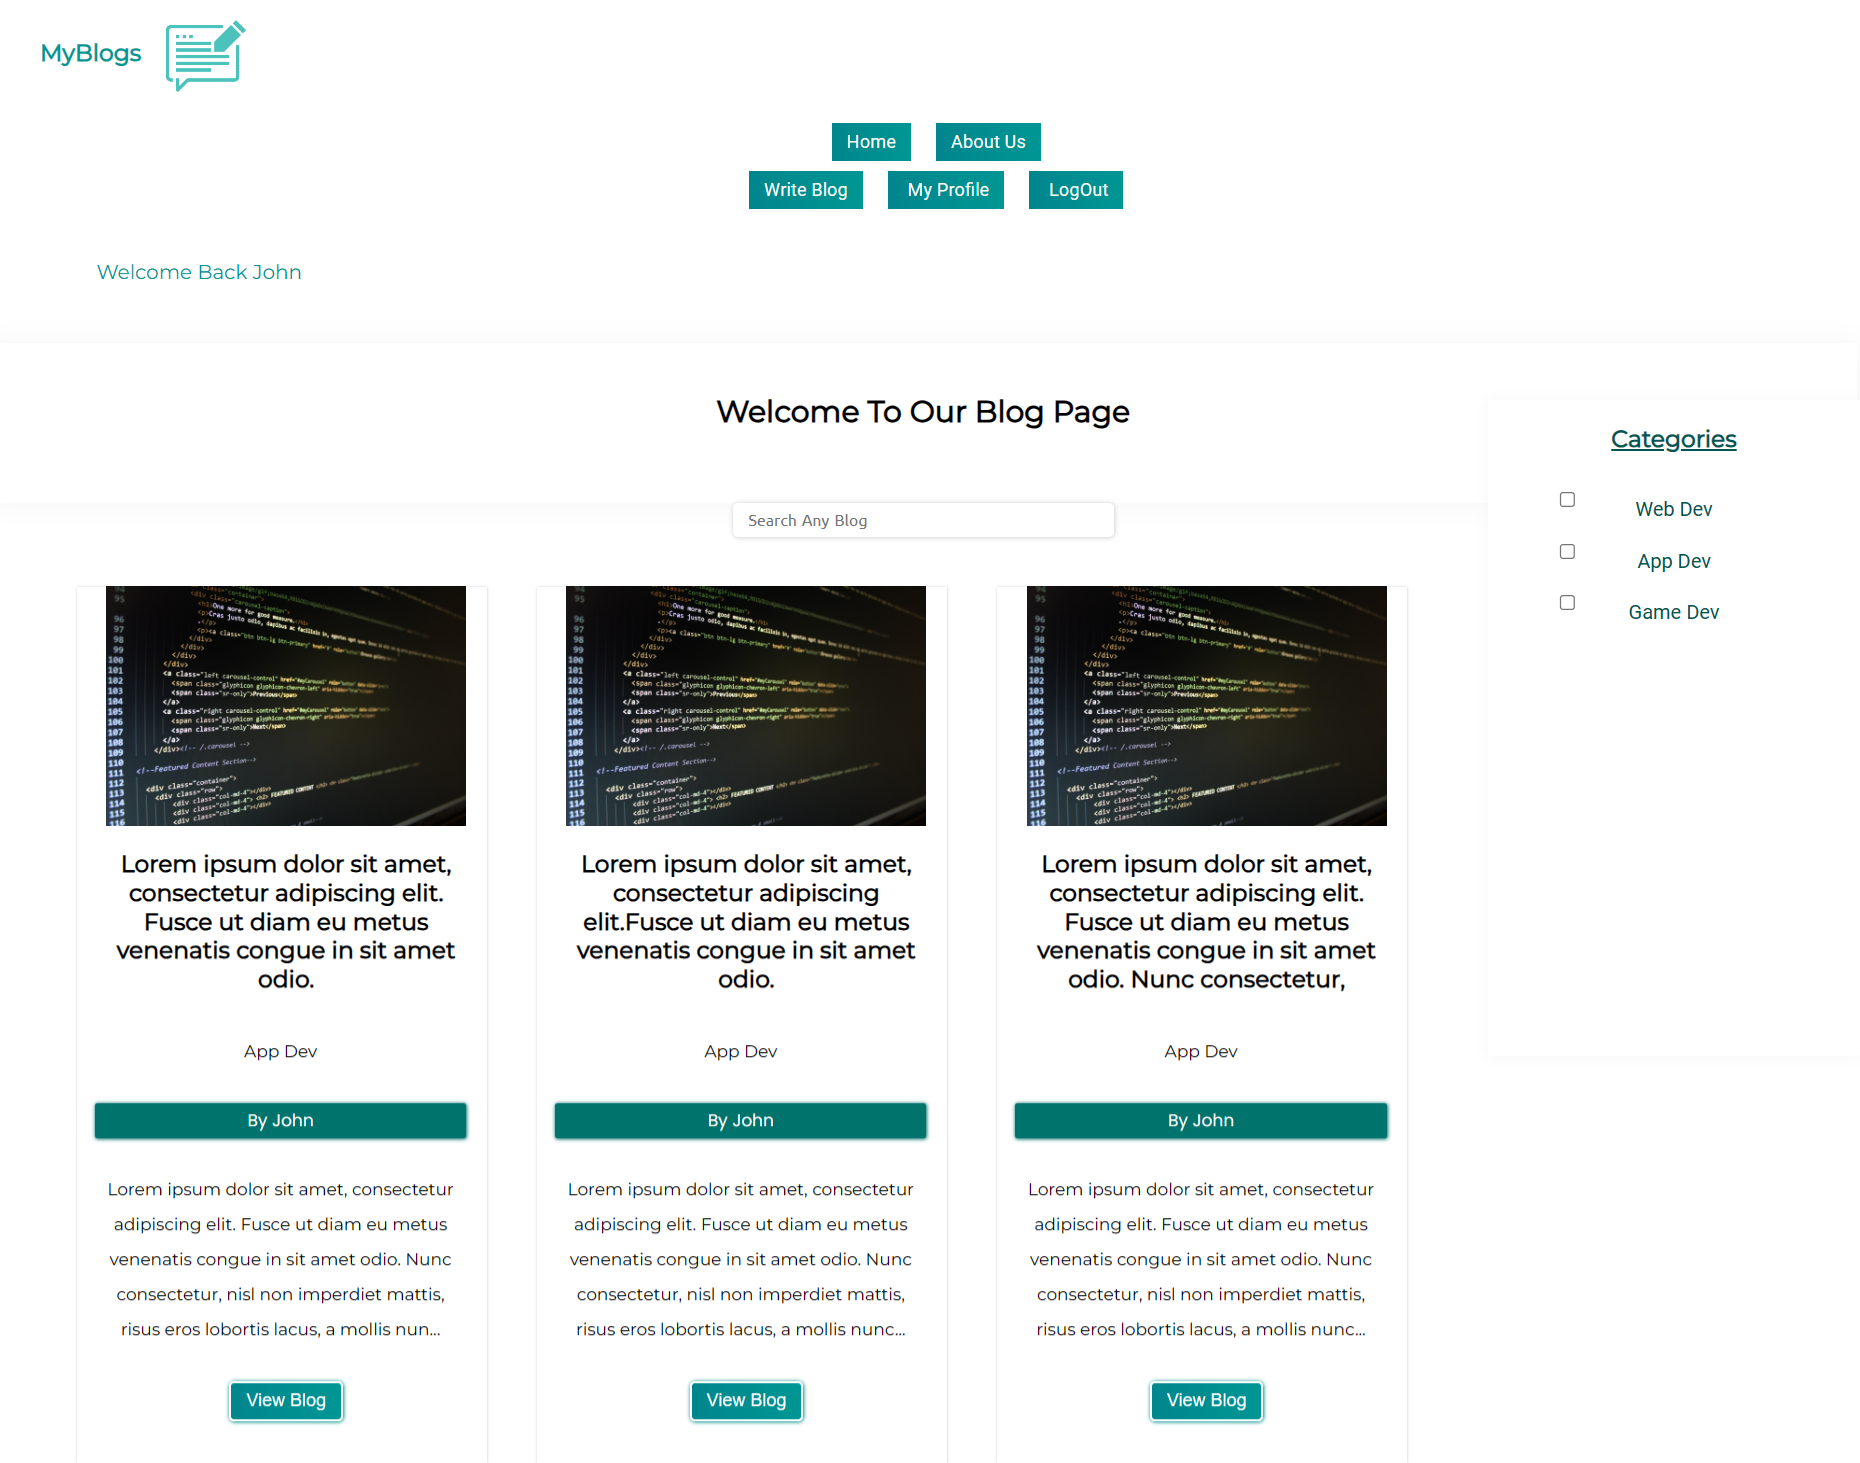 MyBlogs
Home
About Us
Write Blog
My Profile
LogOut
Welcome Back John
Welcome To Our Blog Page
Search Any Blog
Categories
Web Dev
App Dev
Game Dev
Lorem ipsum dolor sit amet,
consectetur adipiscing elit.
Fusce ut diam eu metus
venenatis congue in sit amet
odio.
App Dev
By John
Lorem ipsum dolor sit amet, consectetur
adipiscing elit. Fusce ut diam eu metus
venenatis congue in sit amet odio. Nunc
consectetur, nisl non imperdiet mattis,
risus eros lobortis lacus, a mollis nun...
View Blog
Lorem ipsum dolor sit amet,
consectetur adipiscing
elit.Fusce ut diam eu metus
venenatis congue in sit amet
odio.
App Dev
By John
Lorem ipsum dolor sit amet, consectetur
adipiscing elit. Fusce ut diam eu metus
venenatis congue in sit amet odio. Nunc
consectetur, nisl non imperdiet mattis,
risus eros lobortis lacus, a mollis nunc...
View Blog
Lorem ipsum dolor sit amet,
consectetur adipiscing elit.
Fusce ut diam eu metus
venenatis congue in sit amet
odio. Nunc consectetur,
App Dev
By John
Lorem ipsum dolor sit amet, consectetur
adipiscing elit. Fusce ut diam eu metus
venenatis congue in sit amet odio. Nunc
consectetur, nisl non imperdiet mattis,
risus eros lobortis lacus, a mollis nunc...
View Blog